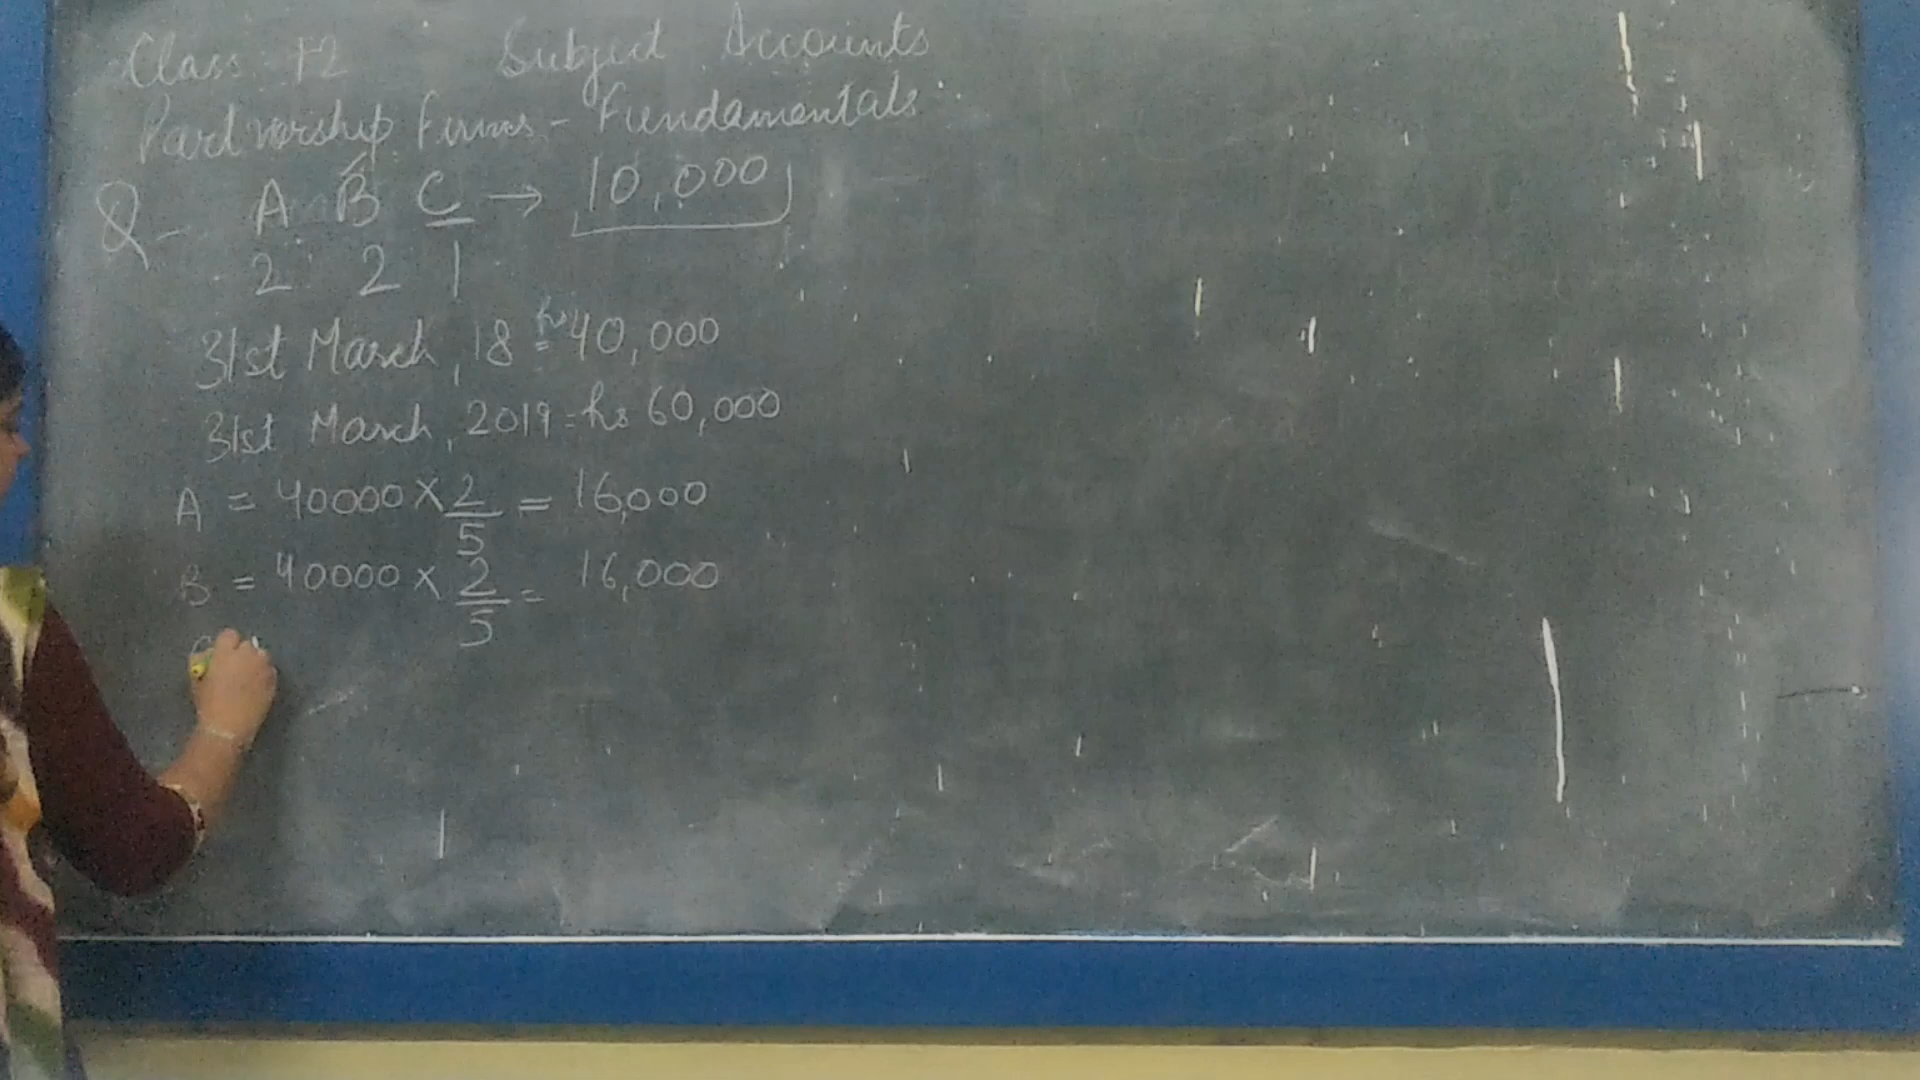 Class 12 Subject Accounts
Partnership Firms - Fundamentals
Q- A B C → 10,000
2 2 1
31st March, 18 = Rs 40,000
31st March, 2019 = Rs 60,000
A = 40000 × 2/5 = 16,000
B = 40000 × 2/5 = 16,000